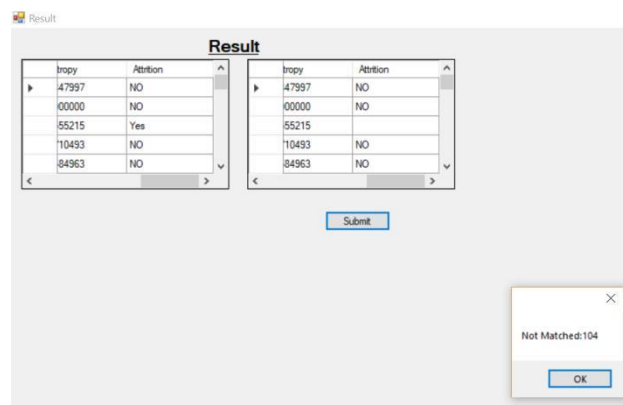 Result
Result
tropy Attrition tropy Attrition
47997 NO 47997 NO
00000 NO 00000 NO
55215 Yes 55215
10493 NO 10493 NO
84963 NO 84963 NO
Submit
Not Matched:104
OK